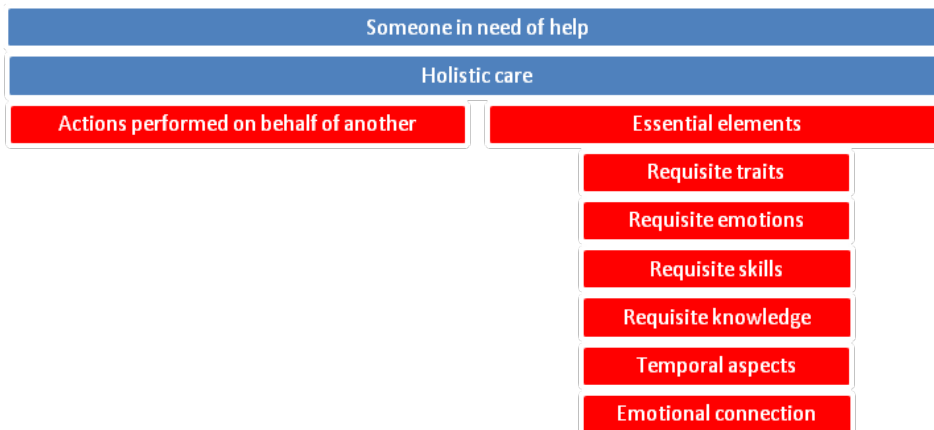 Someone in need of help
Holistic care
Actions performed on behalf of another
Essential elements
Requisite traits
Requisite emotions
Requisite skills
Requisite knowledge
Temporal aspects
Emotional connection